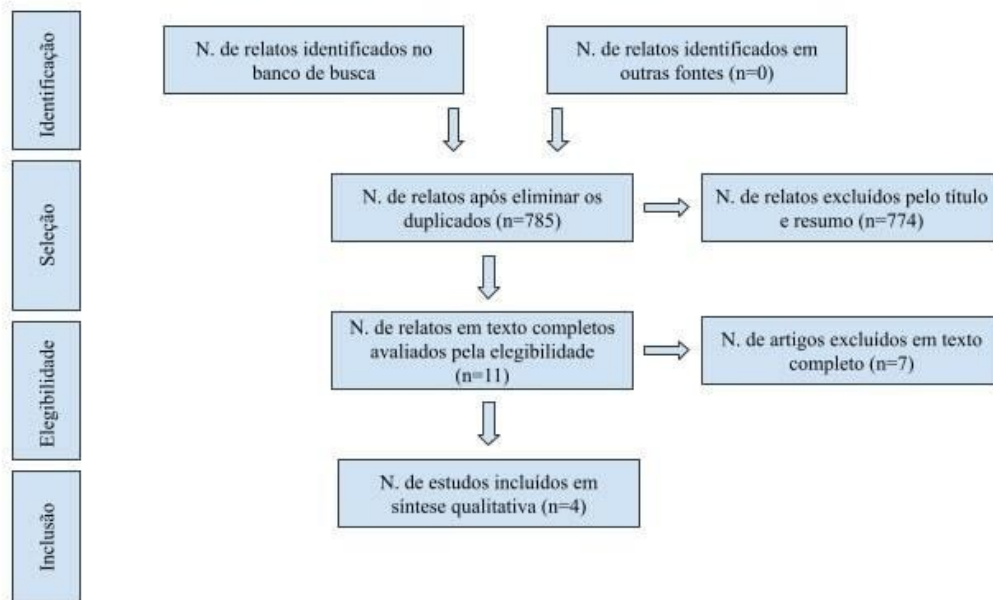 Identificação
N. de relatos identificados no
banco de busca
N. de relatos identificados em
outras fontes (n=0)
Seleção
N. de relatos após eliminar os
duplicados (n=785)
N. de relatos excluídos pelo título
e resumo (n=774)
Elegibilidade
N. de relatos em texto completos
avaliados pela elegibilidade
(n=11)
N. de artigos excluídos em texto
completo (n=7)
Inclusão
N. de estudos incluídos em
síntese qualitativa (n=4)